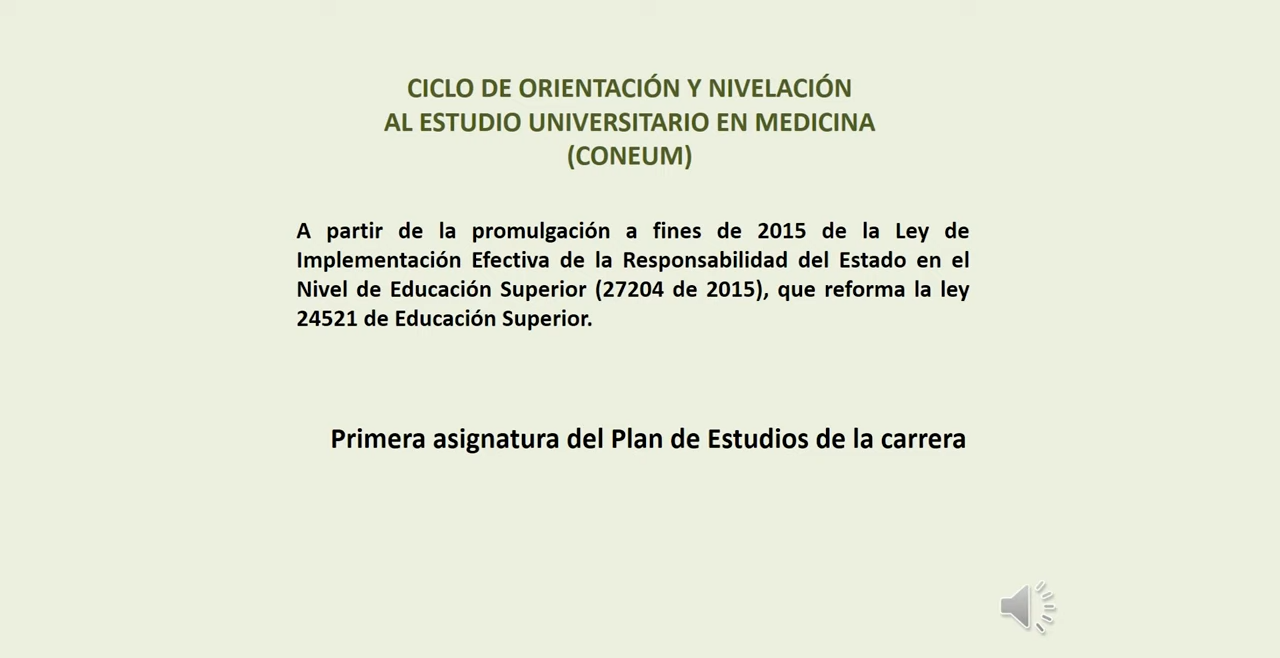 CICLO DE ORIENTACIÓN Y NIVELACIÓN
AL ESTUDIO UNIVERSITARIO EN MEDICINA
(CONEUM)
A partir de la promulgación a fines de 2015 de la Ley de
Implementación Efectiva de la Responsabilidad del Estado en el
Nivel de Educación Superior (27204 de 2015), que reforma la ley
24521 de Educación Superior.
Primera asignatura del Plan de Estudios de la carrera